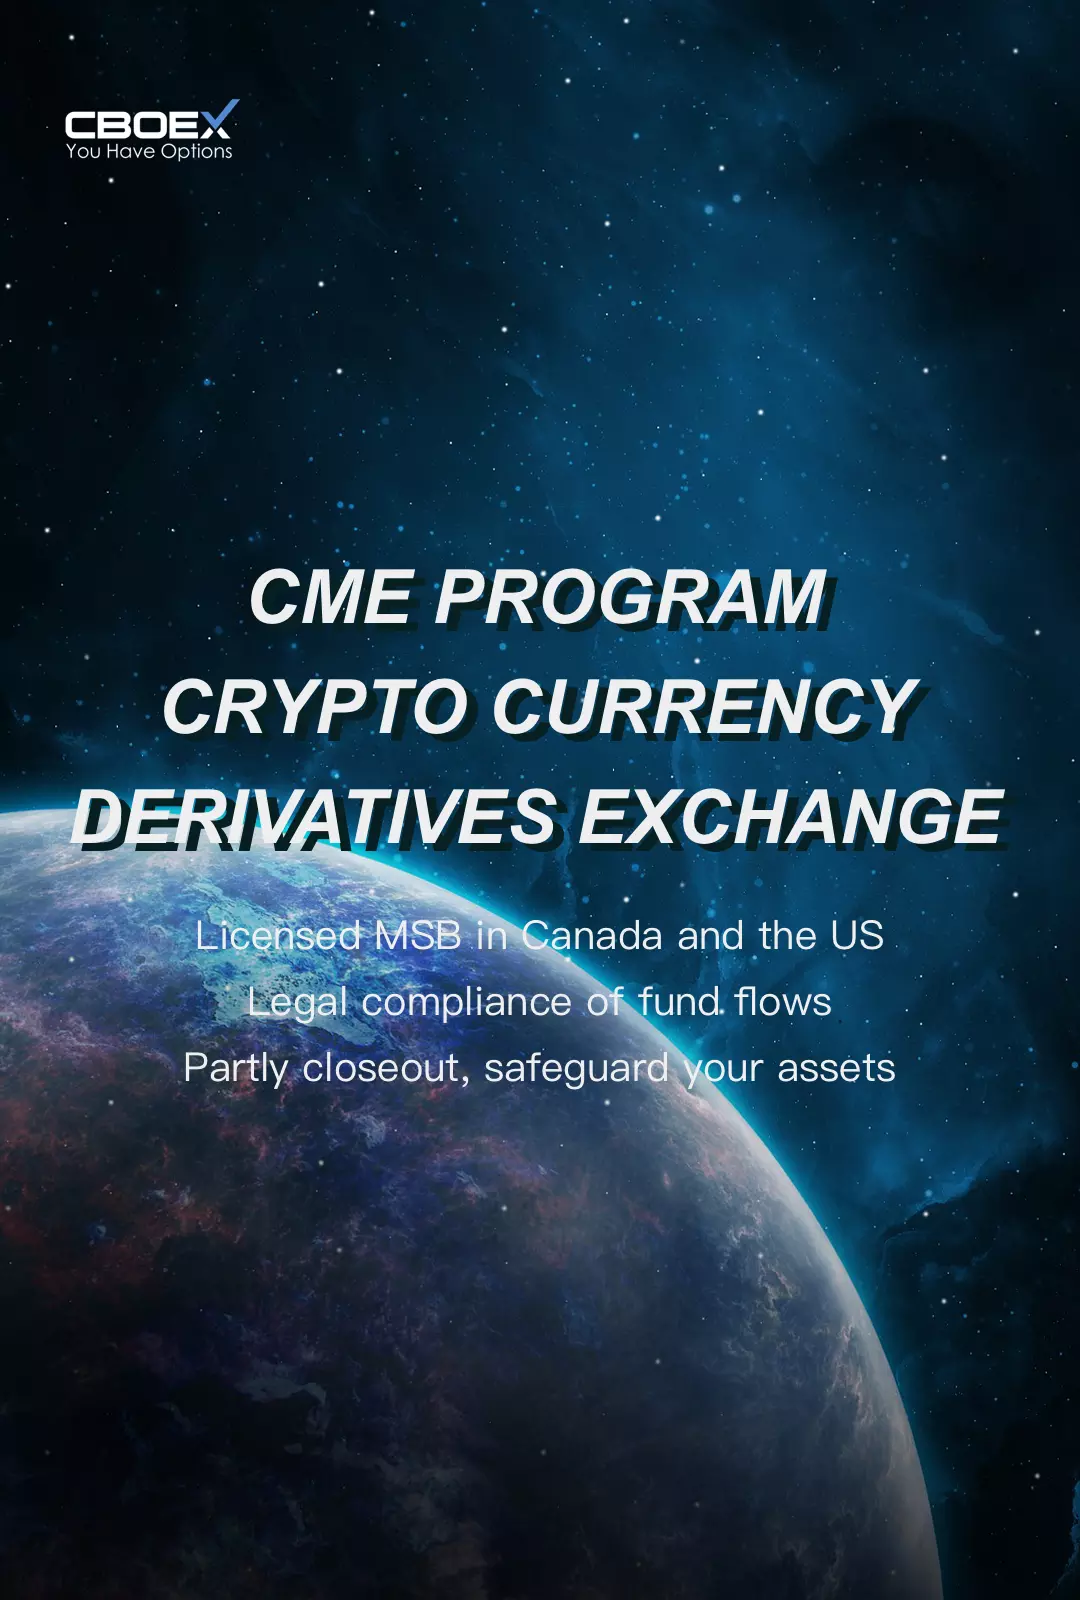 CBOEX
You Have Options
CME PROGRAM
CRYPTO CURRENCY
DERIVATIVES EXCHANGE
Licensed MSB in Canada and the US
Legal compliance of fund flows
Partly closeout, safeguard your assets